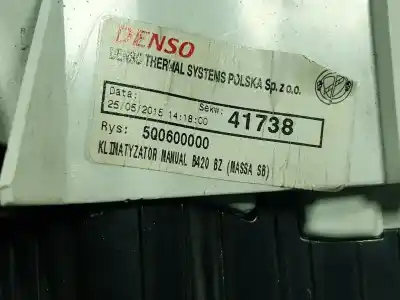 DENSO
DENSO THERMAL SYSTEMS POLSKA Sp. z o.o.
Data:
25/05/2015 14:18:00
Sekw:
41738
Rys: 5Q0600000
KLIMATYZATOR MANUAL B420 BZ (MASSA SB)